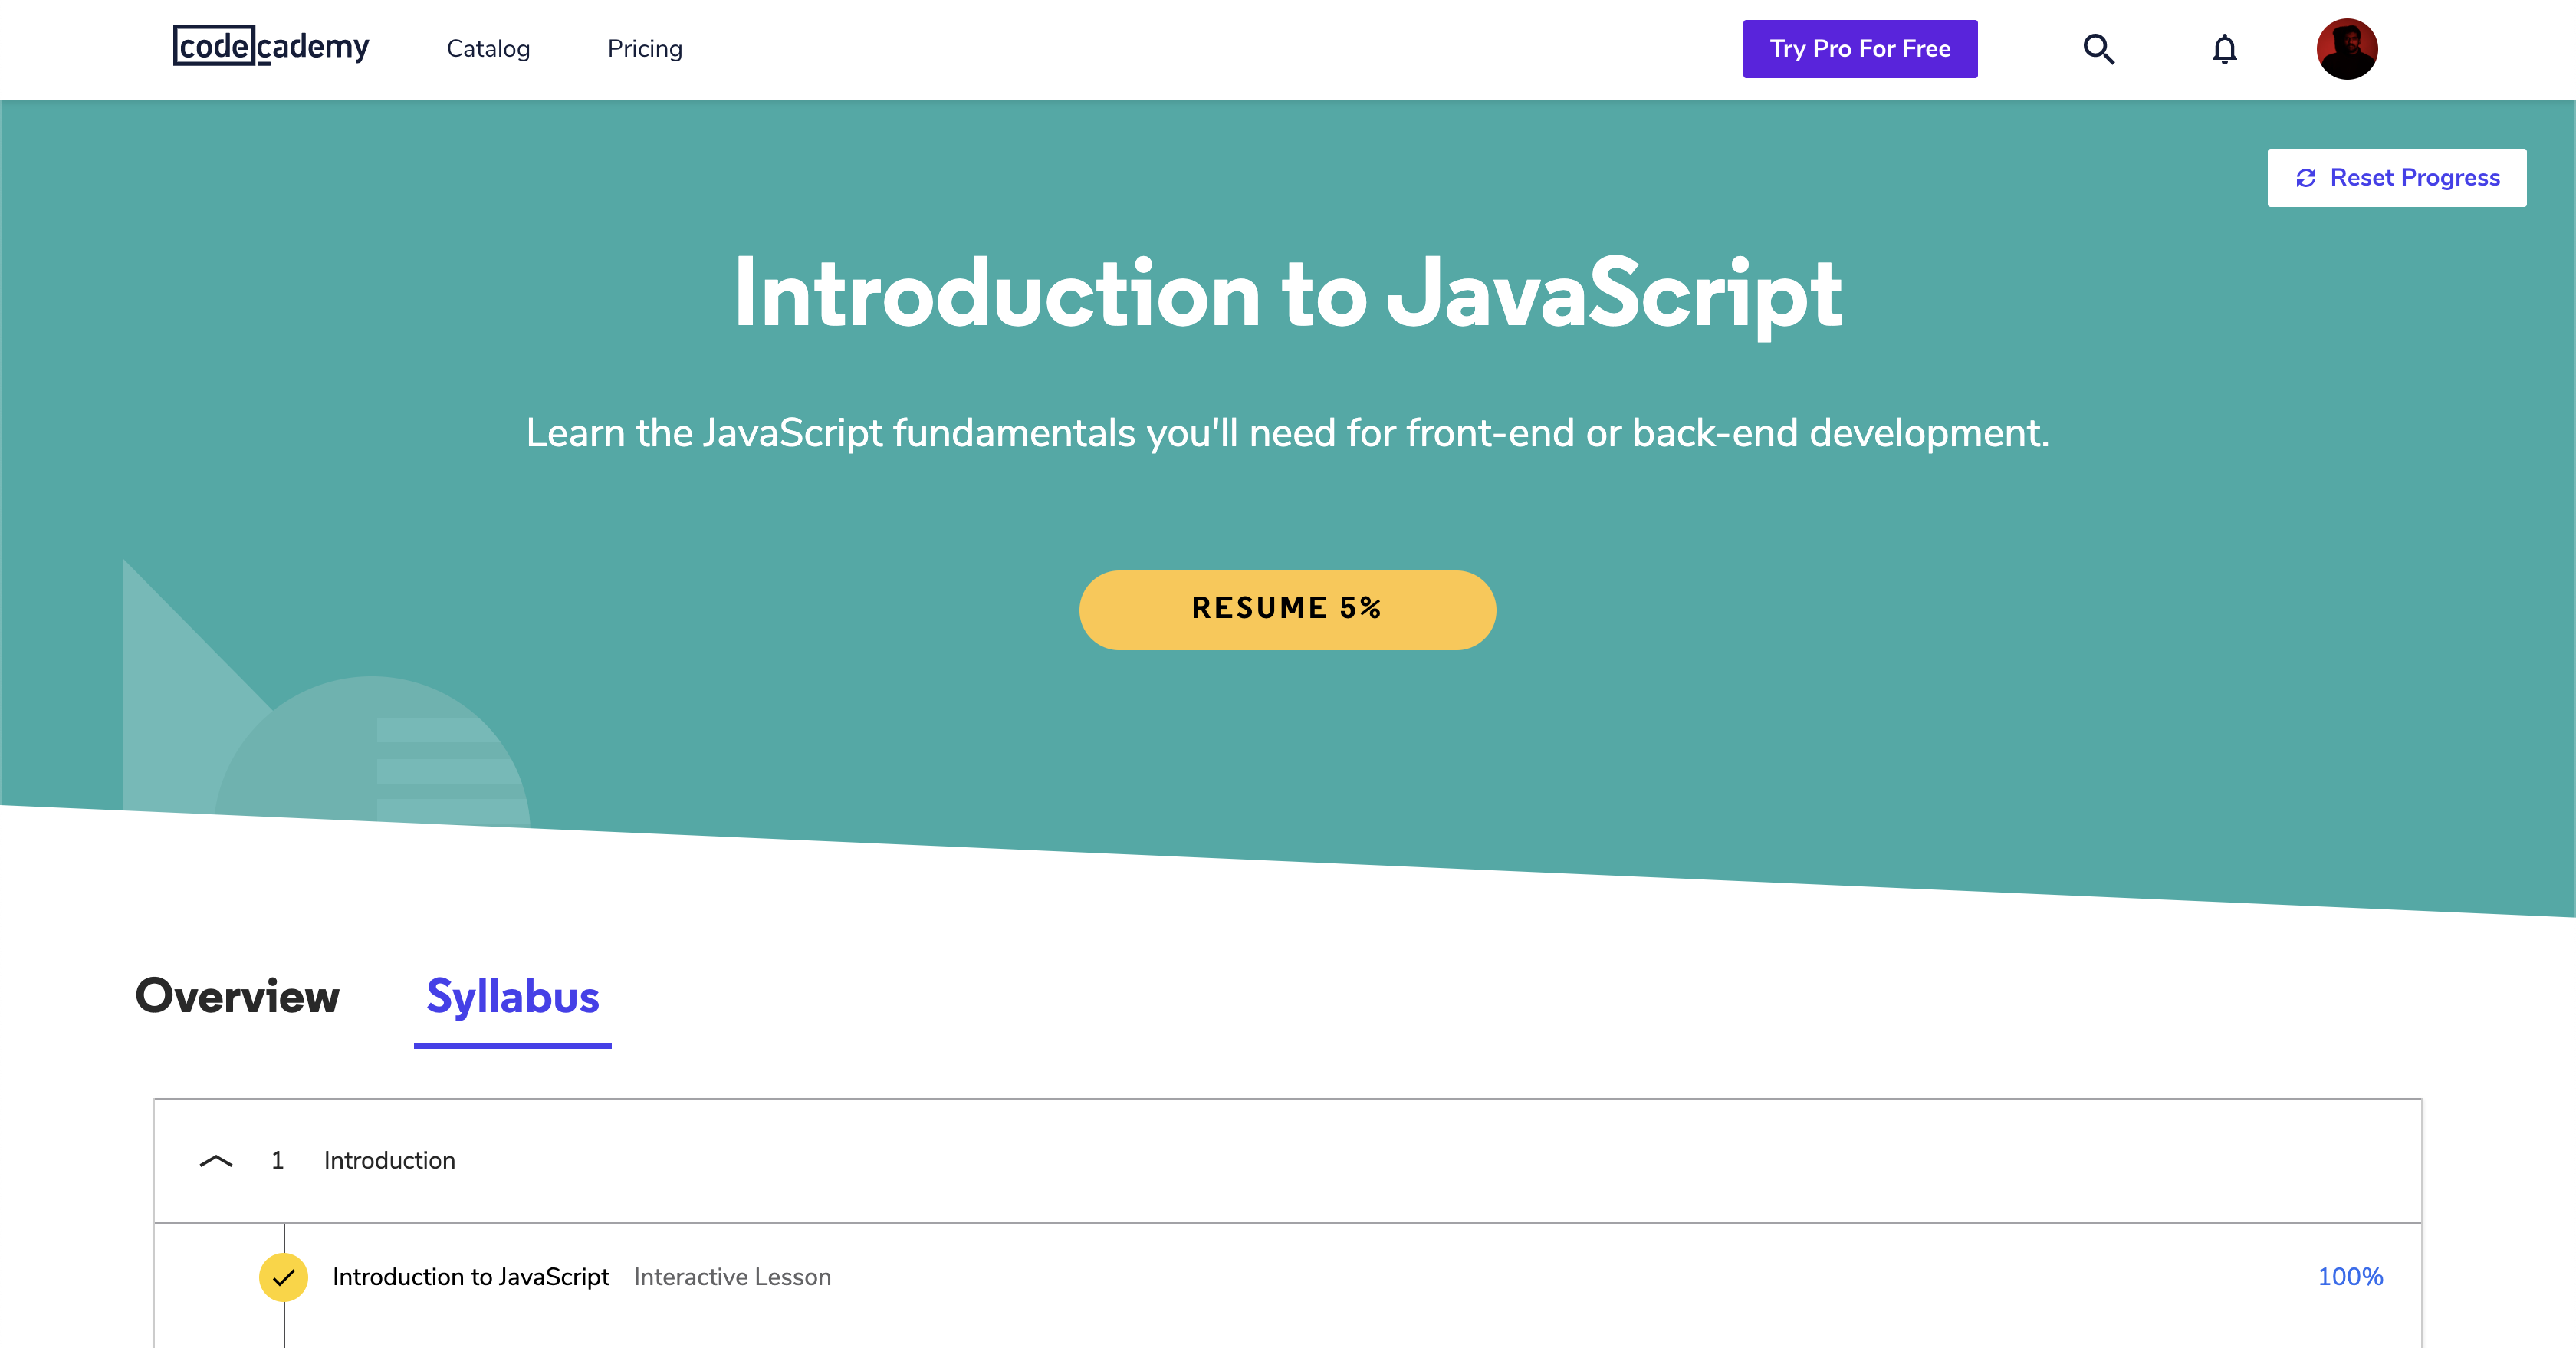 codecademy
Catalog
Pricing
Try Pro For Free
Reset Progress
Introduction to JavaScript
Learn the JavaScript fundamentals you'll need for front-end or back-end development.
RESUME 5%
Overview
Syllabus
1 Introduction
Introduction to JavaScript Interactive Lesson 100%